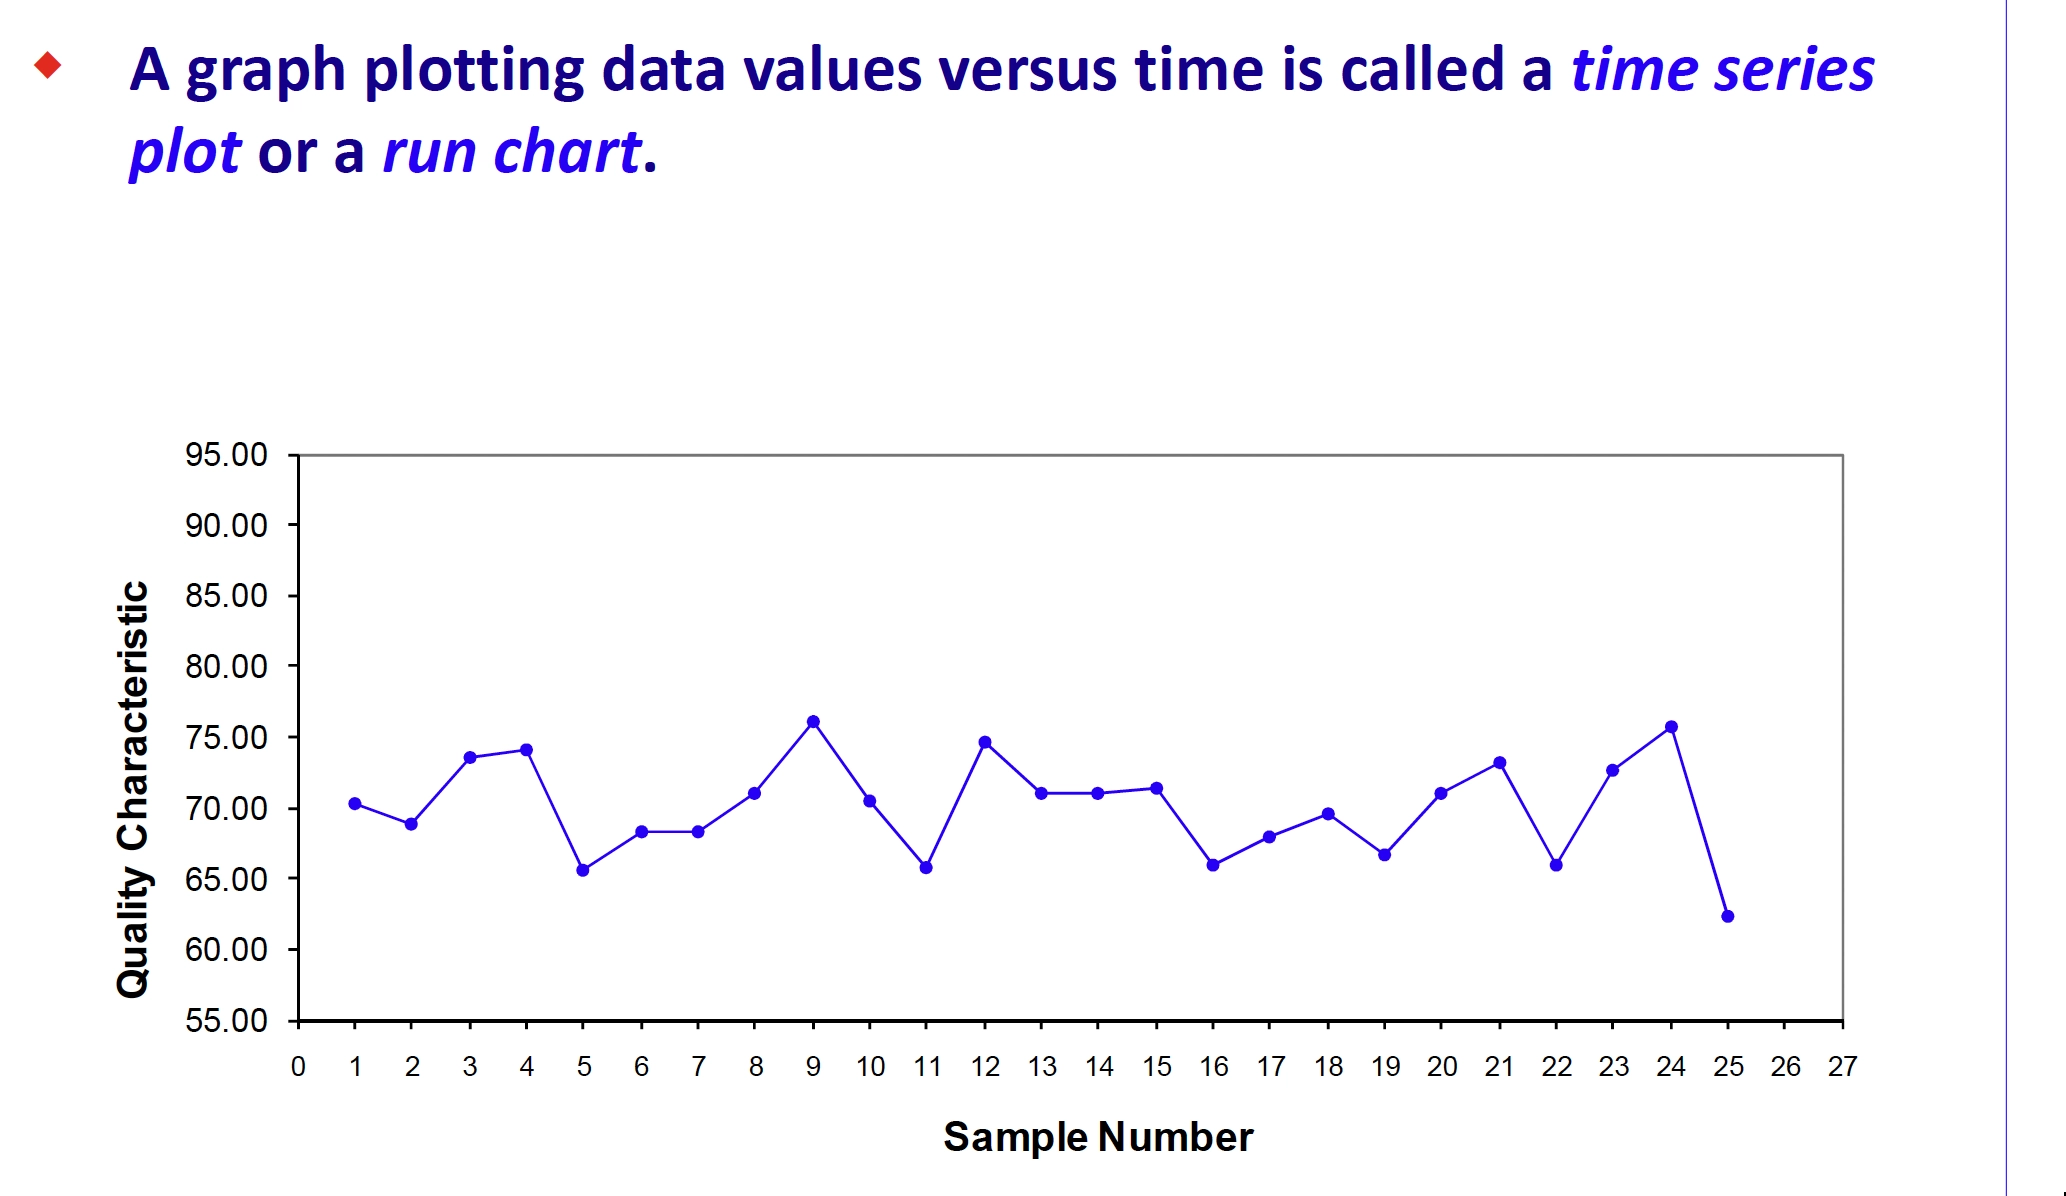 A graph plotting data values versus time is called a time series
plot or a run chart.
95.00
90.00
85.00
80.00
75.00
70.00
65.00
60.00
55.00
Quality Characteristic
0 1 2 3 4 5 6 7 8 9 10 11 12 13 14 15 16 17 18 19 20 21 22 23 24 25 26 27
Sample Number